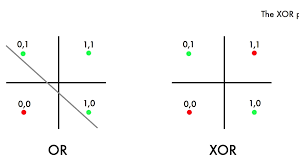 The XOR
0,1 1,1 0,1 1,1
0,0 1,0 0,0 1,0
OR XOR